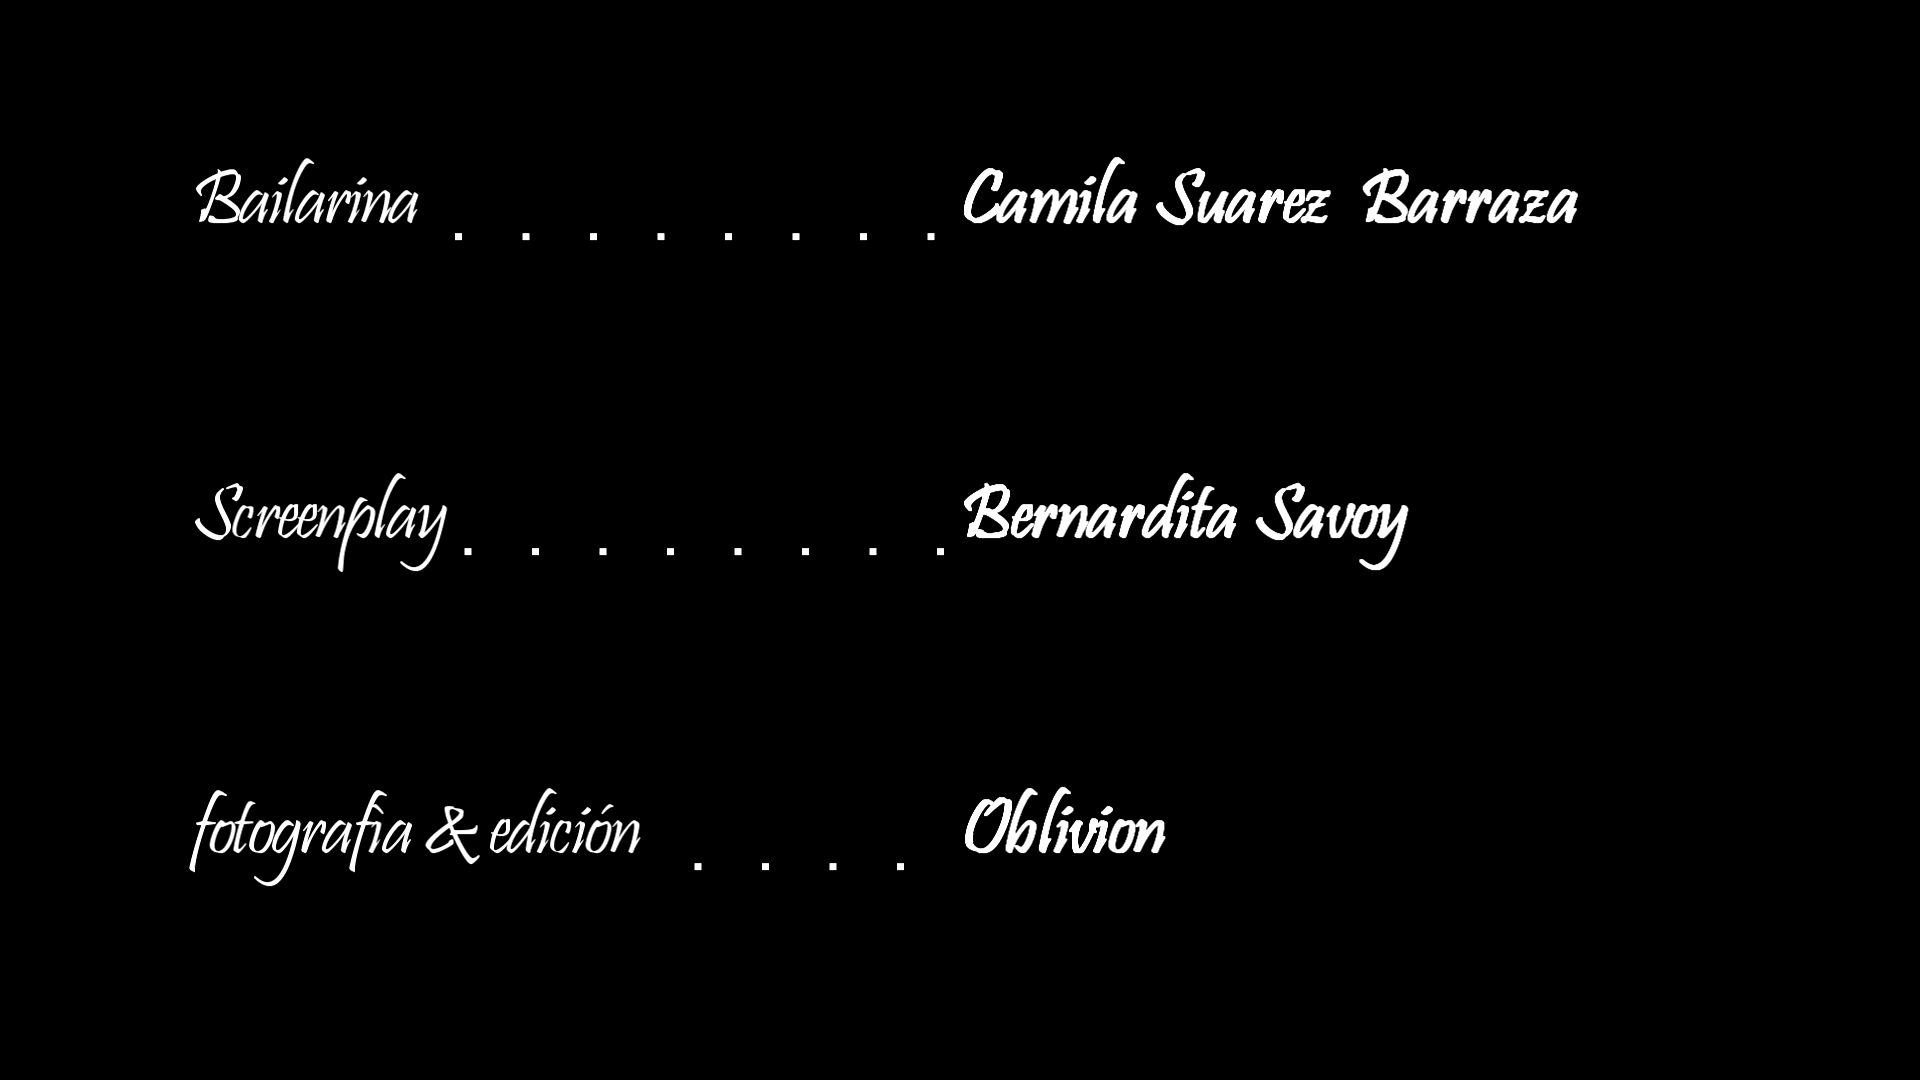 Bailarina . . . . . . . . Camila Suarez Barraza
Screenplay . . . . . . . . Bernardita Savoy
fotografia & edición . . . . Oblivion